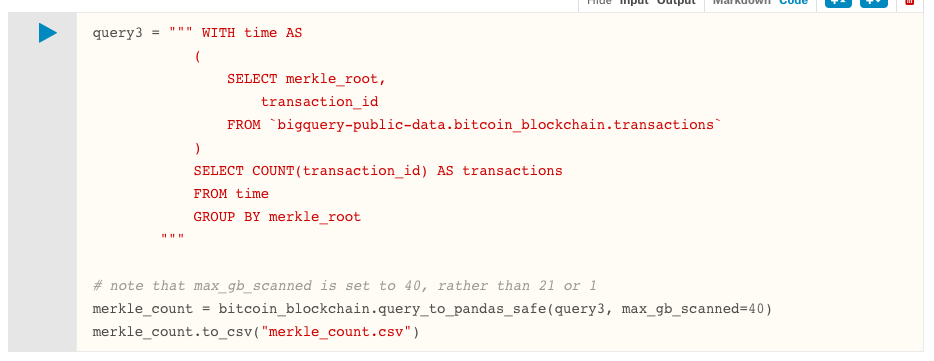 Hide Input Output Markdown Code
query3 = """ WITH time AS
(
SELECT merkle_root,
transaction_id
FROM `bigquery-public-data.bitcoin_blockchain.transactions`
)
SELECT COUNT(transaction_id) AS transactions
FROM time
GROUP BY merkle_root
"""
# note that max_gb_scanned is set to 40, rather than 21 or 1
merkle_count = bitcoin_blockchain.query_to_pandas_safe(query3, max_gb_scanned=40)
merkle_count.to_csv("merkle_count.csv")